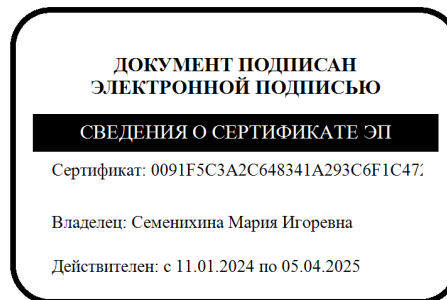 ДОКУМЕНТ ПОДПИСАН
ЭЛЕКТРОННОЙ ПОДПИСЬЮ
СВЕДЕНИЯ О СЕРТИФИКАТЕ ЭП
Сертификат: 0091F5C3A2C648341A293C6F1C472
Владелец: Семенихина Мария Игоревна
Действителен: с 11.01.2024 по 05.04.2025